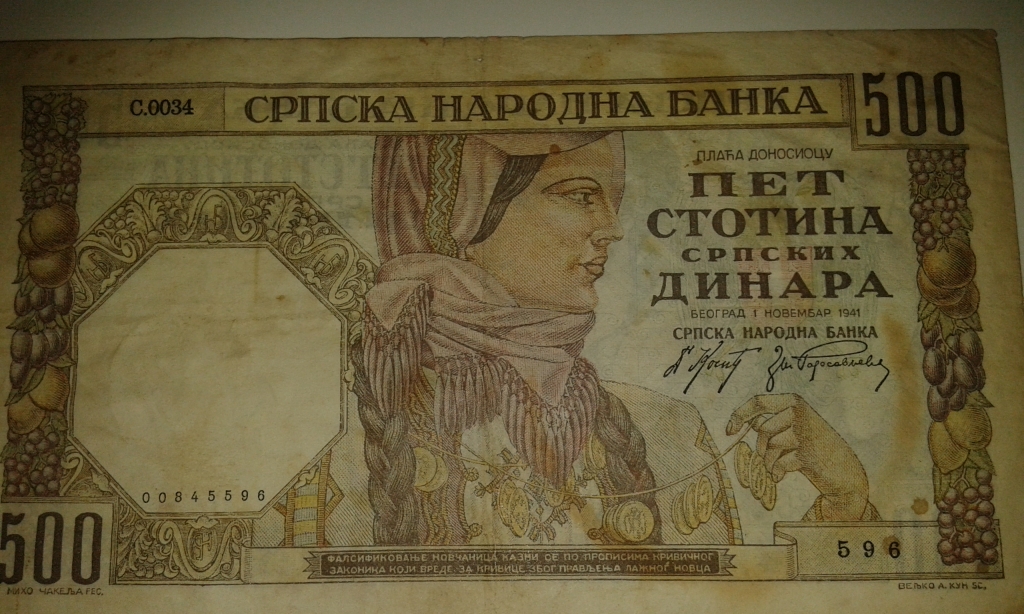 С.0034
СРПСКА НАРОДНА БАНКА
500
ПЛАЋА ДОНОСИОЦУ
ПЕТ
СТОТИНА
СРПСКИХ
ДИНАРА
БЕОГРАД 1 НОВЕМБАР 1941
СРПСКА НАРОДНА БАНКА
00845596
500
596
ФАЛСИФИКОВАЊЕ НОВЧАНИЦА КАЗНИ СЕ ПО ПРОПИСИМА КРИВИЧНОГ
ЗАКОНИКА КОЈИ ВРЕДЕ ЗА КРИВИЦЕ ЗБОГ ПРАВЉЕЊА ЛАЖНОГ НОВЦА
МИХО ЧАКЕЉА FEC.
ВЕЉКО А. КУН SC.